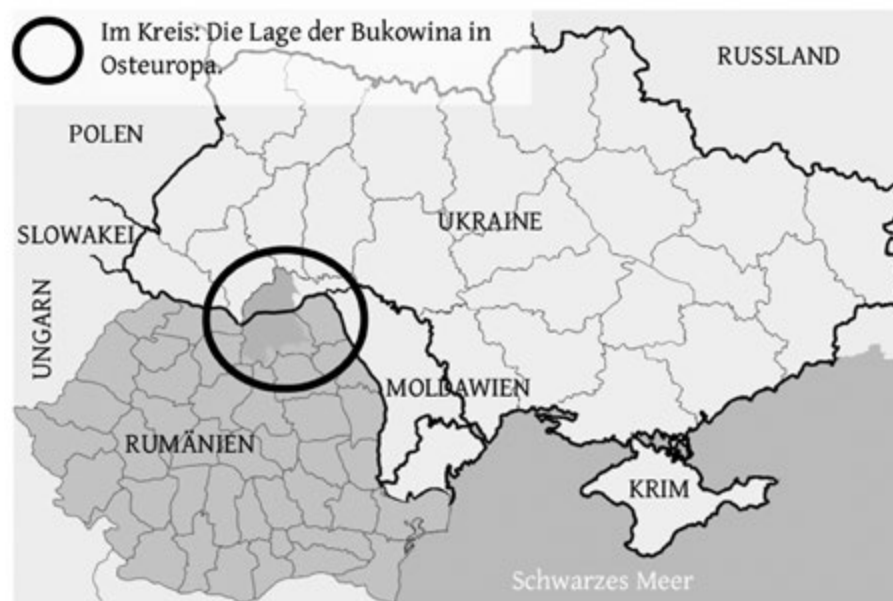 Im Kreis: Die Lage der Bukowina in
Osteuropa.
RUSSLAND
POLEN
SLOWAKEI
UKRAINE
UNGARN
MOLDAWIEN
RUMÄNIEN
KRIM
Schwarzes Meer